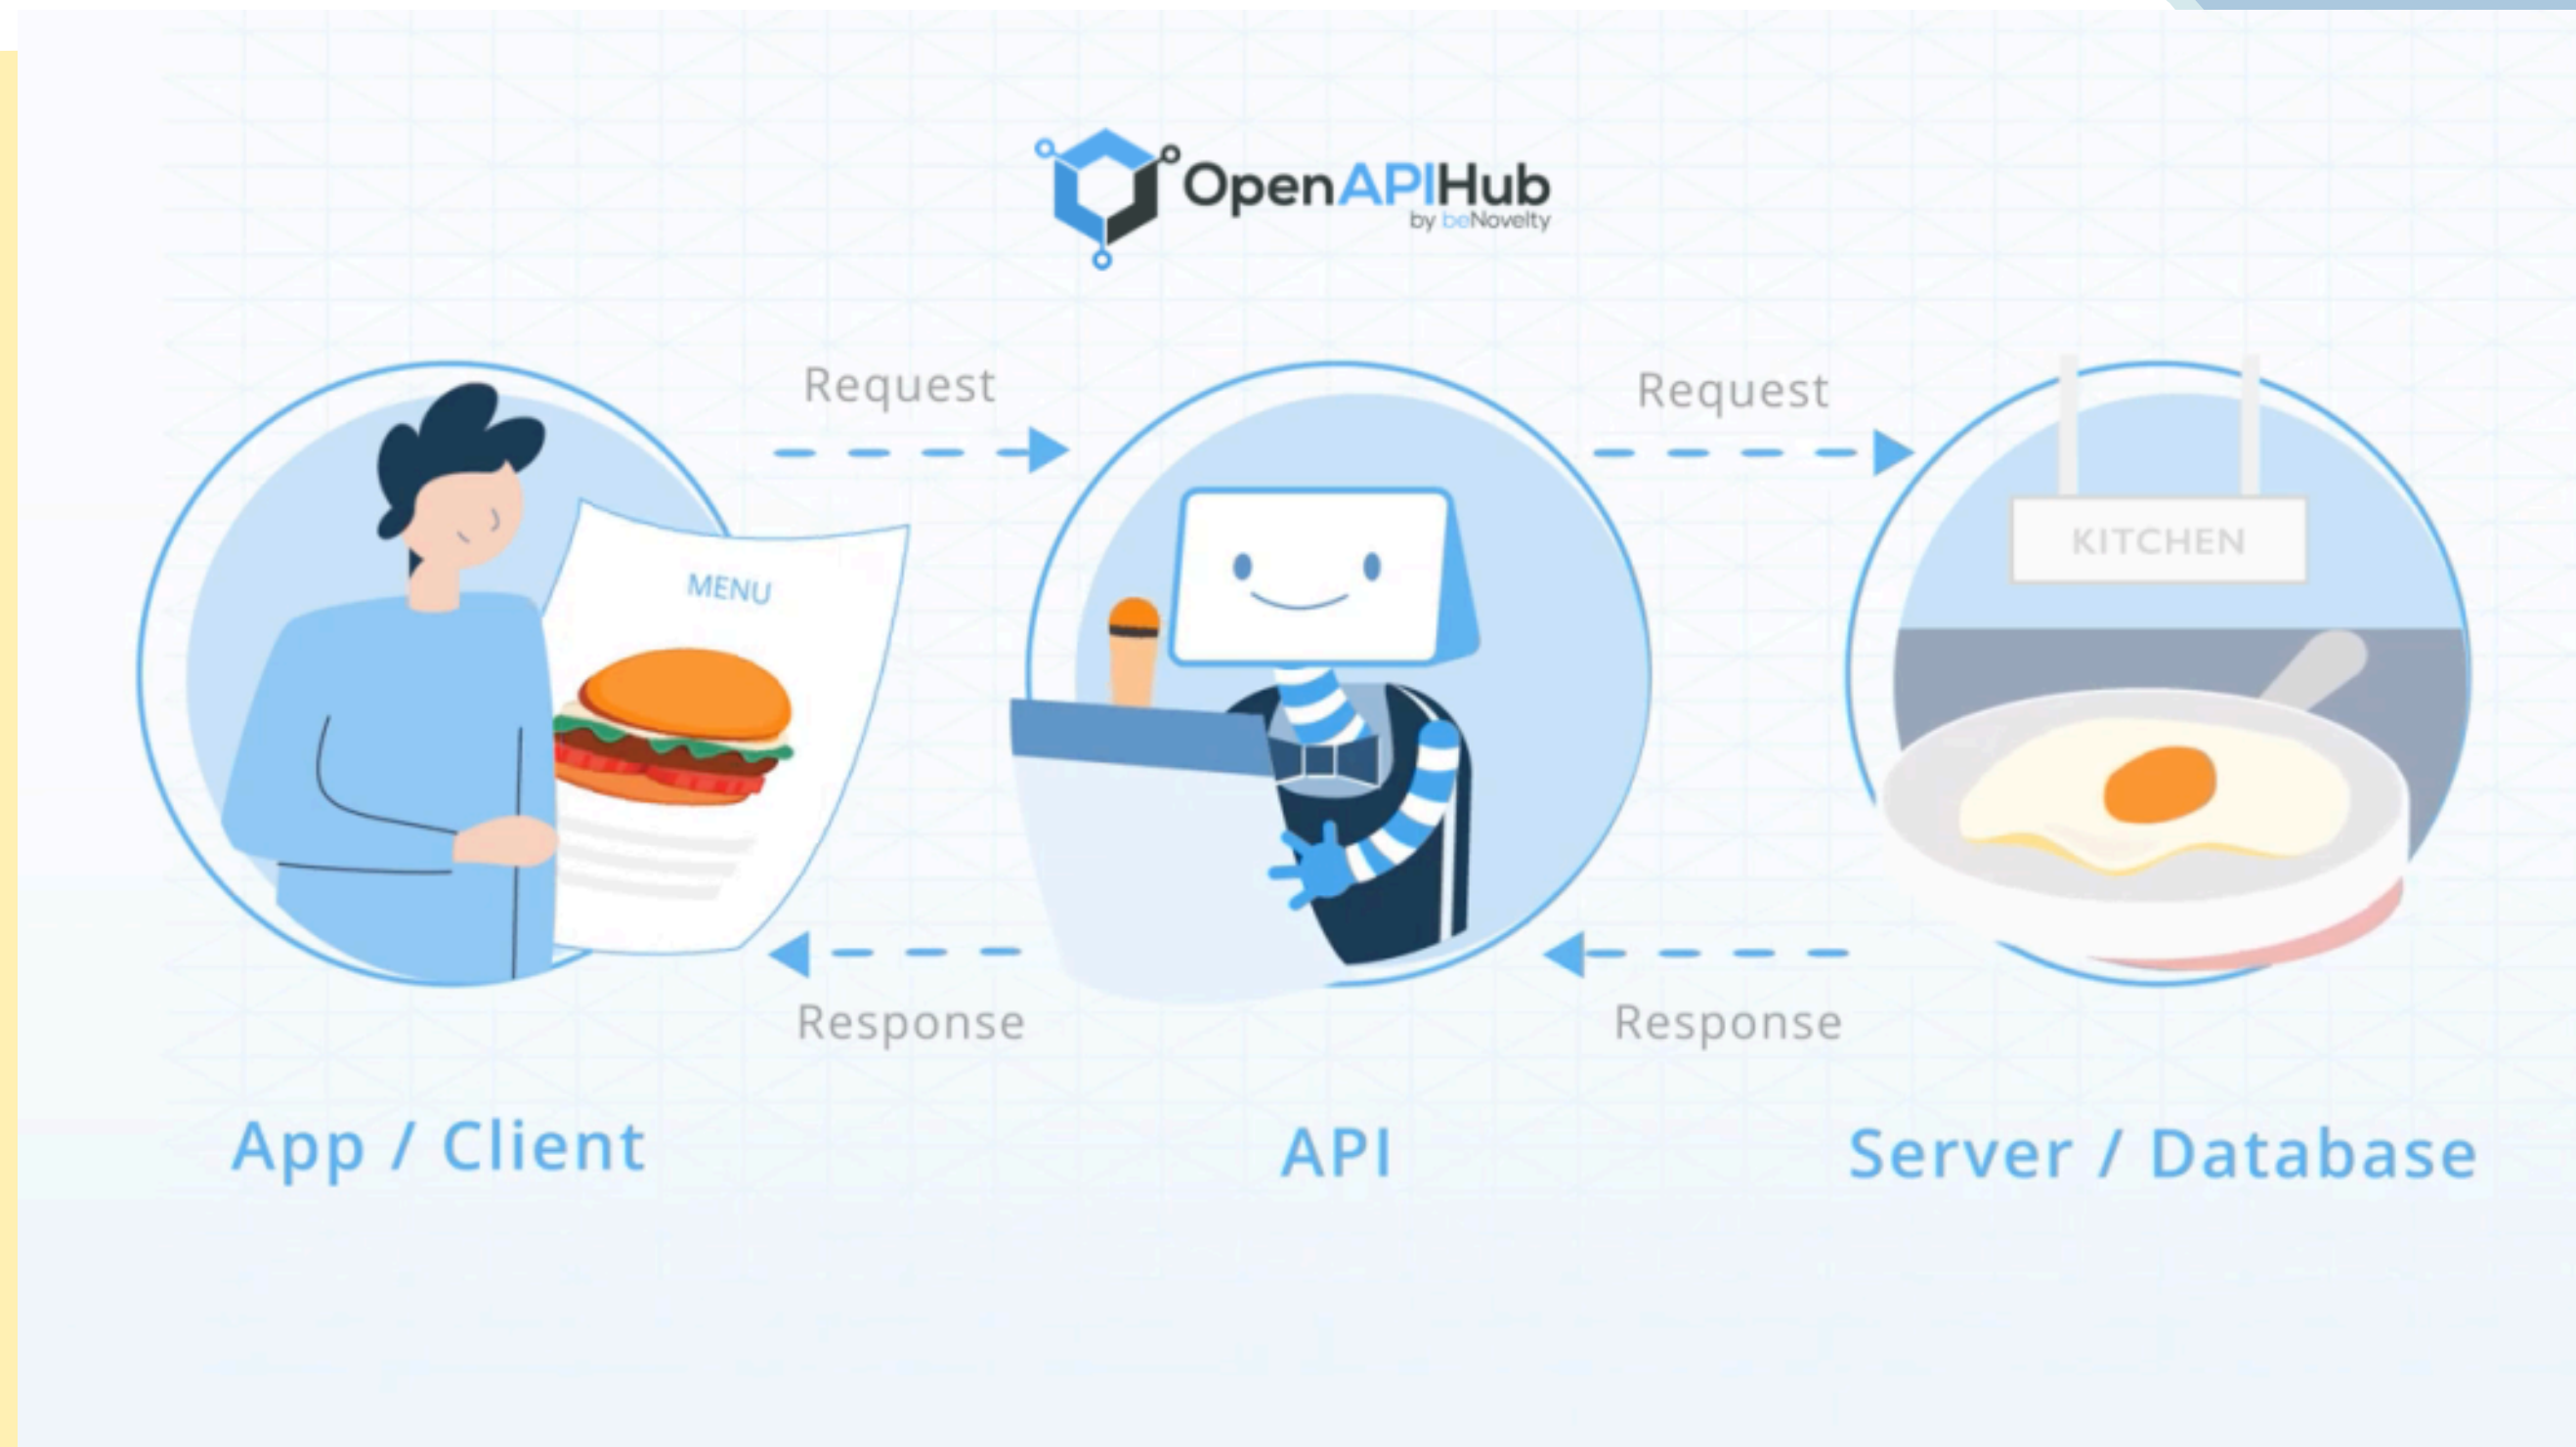 OpenAPIHub
by beNovelty
Request
Request
KITCHEN
MENU
Response
Response
App / Client
API
Server / Database